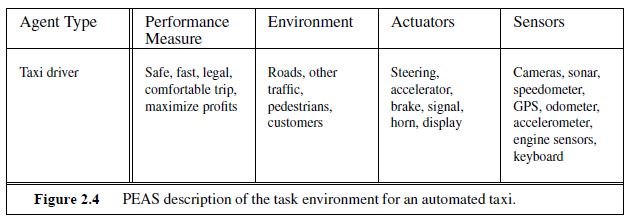 Agent Type
Performance
Measure
Environment
Actuators
Sensors
Taxi driver
Safe, fast, legal,
comfortable trip,
maximize profits
Roads, other
traffic,
pedestrians,
customers
Steering,
accelerator,
brake, signal,
horn, display
Cameras, sonar,
speedometer,
GPS, odometer,
accelerometer,
engine sensors,
keyboard
Figure 2.4 PEAS description of the task environment for an automated taxi.